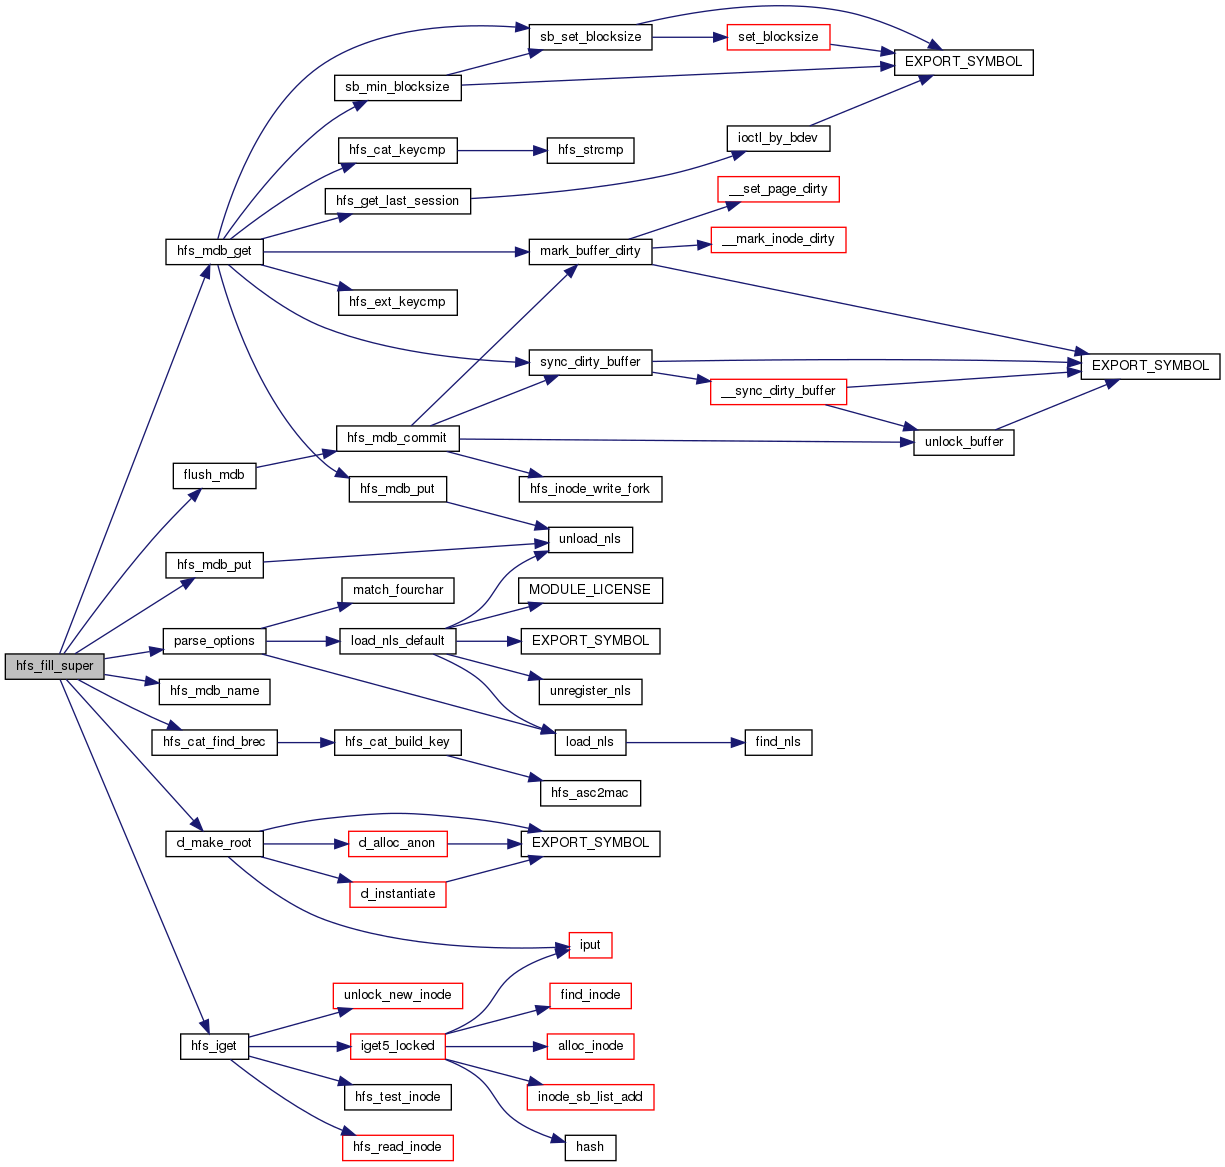 sb_set_blocksize
set_blocksize
EXPORT_SYMBOL
sb_min_blocksize
ioctl_by_bdev
hfs_cat_keycmp
hfs_strcmp
__set_page_dirty
hfs_get_last_session
__mark_inode_dirty
hfs_mdb_get
mark_buffer_dirty
hfs_ext_keycmp
sync_dirty_buffer
EXPORT_SYMBOL
__sync_dirty_buffer
hfs_mdb_commit
unlock_buffer
flush_mdb
hfs_mdb_put
hfs_inode_write_fork
unload_nls
hfs_mdb_put
match_fourchar
MODULE_LICENSE
parse_options
load_nls_default
EXPORT_SYMBOL
hfs_fill_super
hfs_mdb_name
unregister_nls
hfs_cat_find_brec
hfs_cat_build_key
load_nls
find_nls
hfs_asc2mac
d_make_root
d_alloc_anon
EXPORT_SYMBOL
d_instantiate
iput
unlock_new_inode
find_inode
hfs_iget
iget5_locked
alloc_inode
hfs_test_inode
inode_sb_list_add
hfs_read_inode
hash